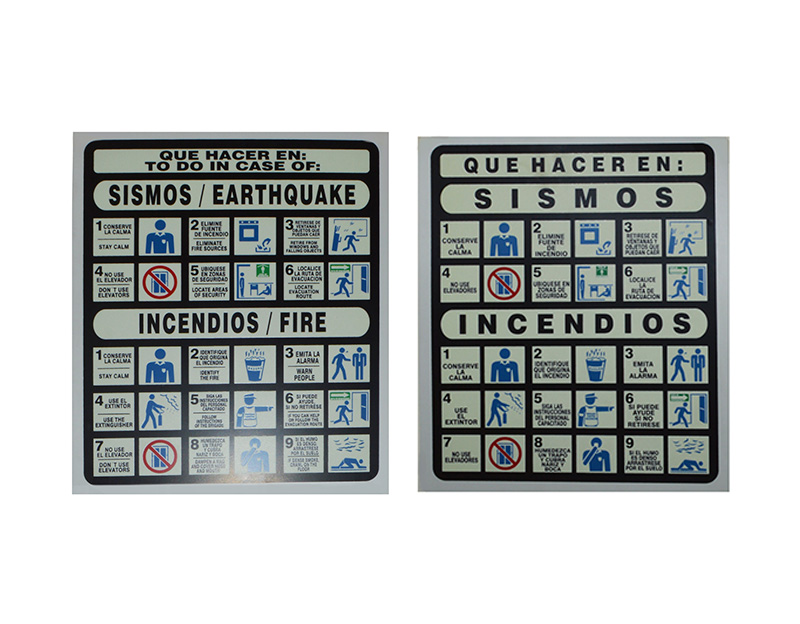 QUE HACER EN:
TO DO IN CASE OF:
SISMOS / EARTHQUAKE
1 CONSERVE
LA CALMA
STAY CALM
2 ELIMINE
FUENTE
DE INCENDIO
ELIMINATE
FIRE SOURCES
3 RETIRESE DE
VENTANAS Y
OBJETOS QUE
PUEDAN CAER
RETIRE FROM
WINDOWS AND
FALLING OBJECTS
4 NO USE
EL ELEVADOR
DON´T USE
ELEVATORS
5 UBIQUESE
EN ZONAS
DE SEGURIDAD
LOCATE AREAS
OF SECURITY
6 LOCALICE
LA RUTA DE
EVACUACION
LOCATE
EVACUATION
ROUTE
INCENDIOS / FIRE
1 CONSERVE
LA CALMA
STAY CALM
2 IDENTIFIQUE
QUE ORIGINA
EL INCENDIO
IDENTIFY
THE FIRE
3 EMITA LA
ALARMA
WARN
PEOPLE
4 USE EL
EXTINTOR
USE THE
EXTINGUISHER
5 SIGA LAS
INSTRUCCIONES
DEL PERSONAL
CAPACITADO
FOLLOW
INSTRUCTIONS
OF THE BRIGADE
6 SI PUEDE
AYUDE,
SI NO RETIRESE
IF YOU CAN HELP
OR FOLLOW THE
EVACUATION ROUTE
7 NO USE
EL ELEVADOR
DON´T USE
ELEVATORS
8 HUMEDEZCA
UN TRAPO
Y CUBRA
NARIZ Y BOCA
DAMPEN A RAG
AND COVER NOSE
AND MOUTH
9 SI EL HUMO
ES DENSO
ARRASTRESE
POR EL SUELO
IF DENSE SMOKE,
CRAWL ON THE
FLOOR
QUE HACER EN:
SISMOS
1
CONSERVE
LA CALMA
2
ELIMINE
FUENTE
DE
INCENDIO
3
RETIRESE DE
VENTANAS Y
OBJETOS QUE
PUEDAN CAER
4
NO USE
ELEVADORES
5
UBIQUESE EN
ZONAS DE
SEGURIDAD
6
LOCALICE
LA RUTA DE
EVACUACION
INCENDIOS
1
CONSERVE
LA CALMA
2
IDENTIFIQUE
QUE ORIGINA
EL INCENDIO
3
EMITA
LA
ALARMA
4
USE
EL
EXTINTOR
5
SIGA LAS
INSTRUCCIONES
DEL PERSONAL
CAPACITADO
6
SI PUEDE
AYUDE
SI NO
RETIRESE
7
NO USE
ELEVADORES
8
HUMEDEZCA
UN TRAPO
Y CUBRA
NARIZ Y
BOCA
9
SI EL HUMO
ES DENSO
ARRASTRESE
POR EL SUELO